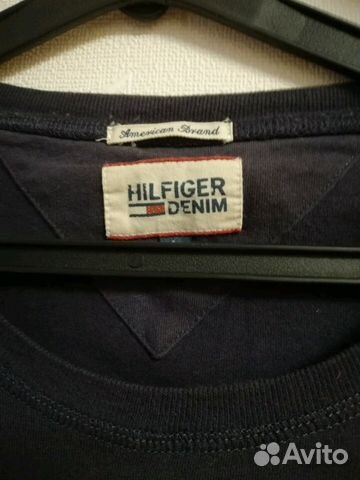 American Brand
HILFIGER
DENIM
Avito